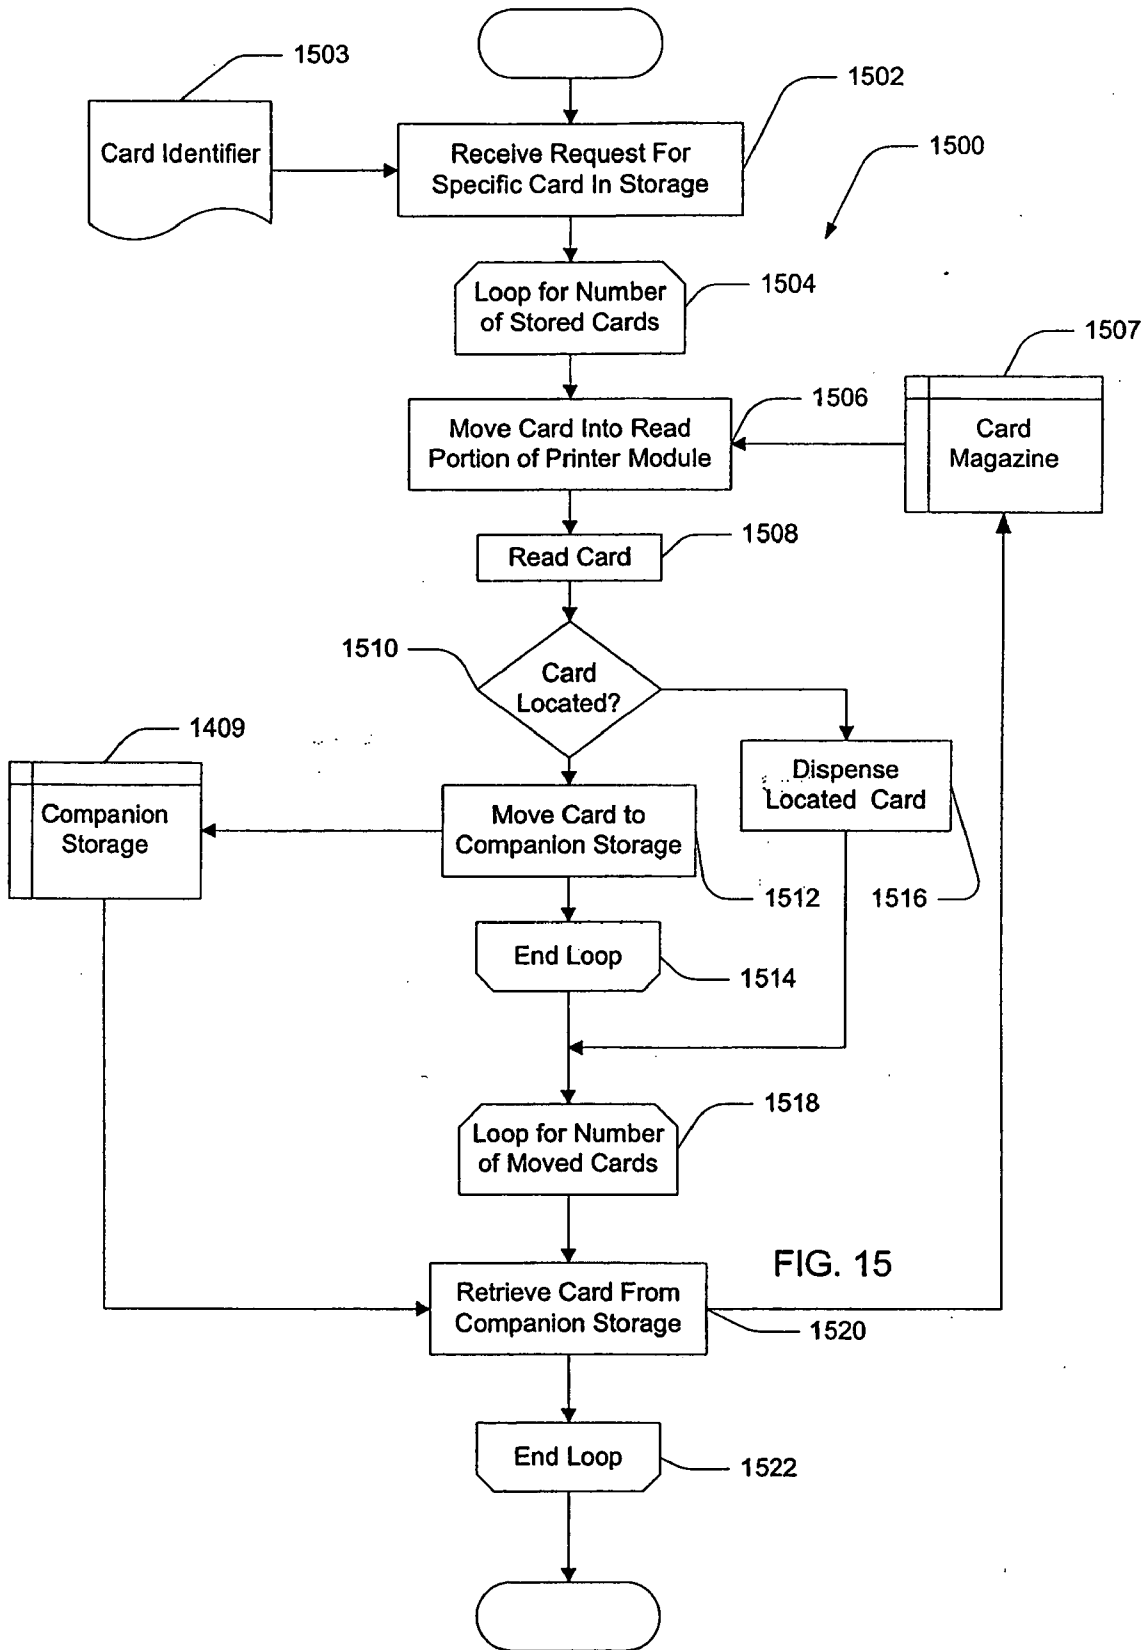 1503
1502
Card Identifier
Receive Request For
Specific Card In Storage
1500
Loop for Number
of Stored Cards
1504
1507
1506
Move Card Into Read
Portion of Printer Module
Card
Magazine
1508
Read Card
1510
Card
Located?
1409
Dispense
Located Card
Companion
Storage
Move Card to
Companion Storage
1512
1516
End Loop
1514
1518
Loop for Number
of Moved Cards
FIG. 15
Retrieve Card From
Companion Storage
1520
End Loop
1522